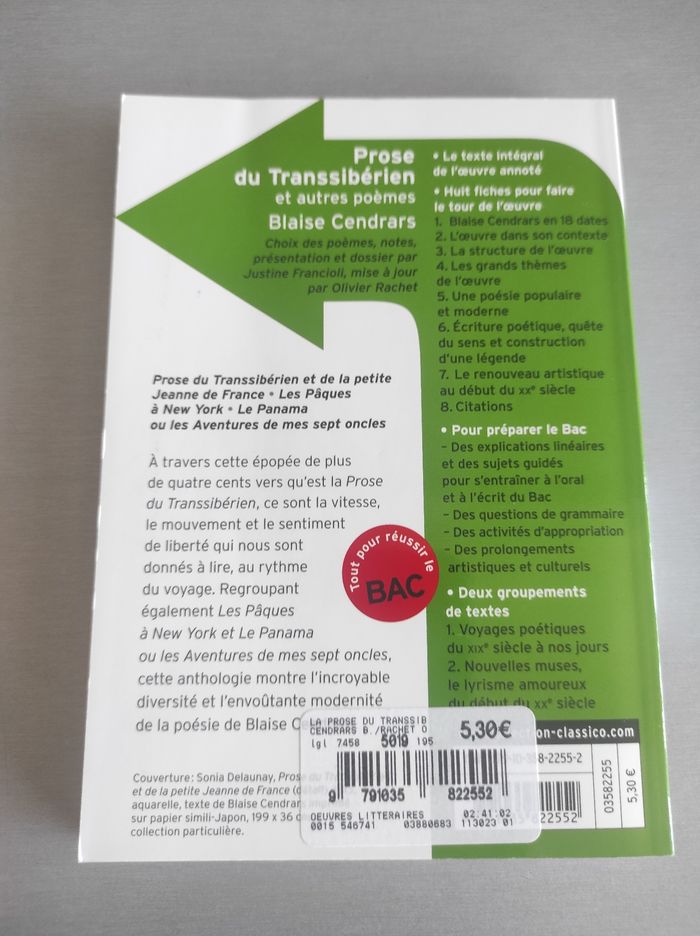 Prose
du Transsibérien
et autres poèmes
Blaise Cendrars
Choix des poèmes, notes,
présentation et dossier par
Justine Francioli, mise à jour
par Olivier Rachet
Prose du Transsibérien et de la petite
Jeanne de France • Les Pâques
à New York • Le Panama
ou les Aventures de mes sept oncles
À travers cette épopée de plus
de quatre cents vers qu'est la Prose
du Transsibérien, ce sont la vitesse,
le mouvement et le sentiment
de liberté qui nous sont
donnés à lire, au rythme
du voyage. Regroupant
également Les Pâques
à New York et Le Panama
ou les Aventures de mes sept oncles,
cette anthologie montre l'incroyable
diversité et l'envoûtante modernité
de la poésie de Blaise C
Couverture : Sonia Delaunay, Prose du
et de la petite Jeanne de France
aquarelle, texte de Blaise Cendrars
sur papier simili-Japon, 199 x 36 c
collection particulière.
Tout pour réussir le
BAC
• Le texte intégral
de l'œuvre annoté
• Huit fiches pour faire
le tour de l'œuvre
1. Blaise Cendrars en 18 dates
2. L'œuvre dans son contexte
3. La structure de l'œuvre
4. Les grands thèmes
de l'œuvre
5. Une poésie populaire
et moderne
6. Écriture poétique, quête
du sens et construction
d'une légende
7. Le renouveau artistique
au début du XXe siècle
8. Citations
• Pour préparer le Bac
– Des explications linéaires
et des sujets guidés
pour s'entraîner à l'oral
et à l'écrit du Bac
– Des questions de grammaire
– Des activités d'appropriation
– Des prolongements
artistiques et culturels
• Deux groupements
de textes
1. Voyages poétiques
du XIXe siècle à nos jours
2. Nouvelles muses,
le lyrisme amoureux
du début du XXe siècle
ction-classico.com
358-2255-2
822552
03582255
5,30 €
LA PROSE DU TRANSSIB
CENDRARS B./RACHET O
5,30€
lgl 7458 5019 195
9 791035 822552
OEUVRES LITTERAIRES 02:41:02
0015 546741 03880683 113023 01